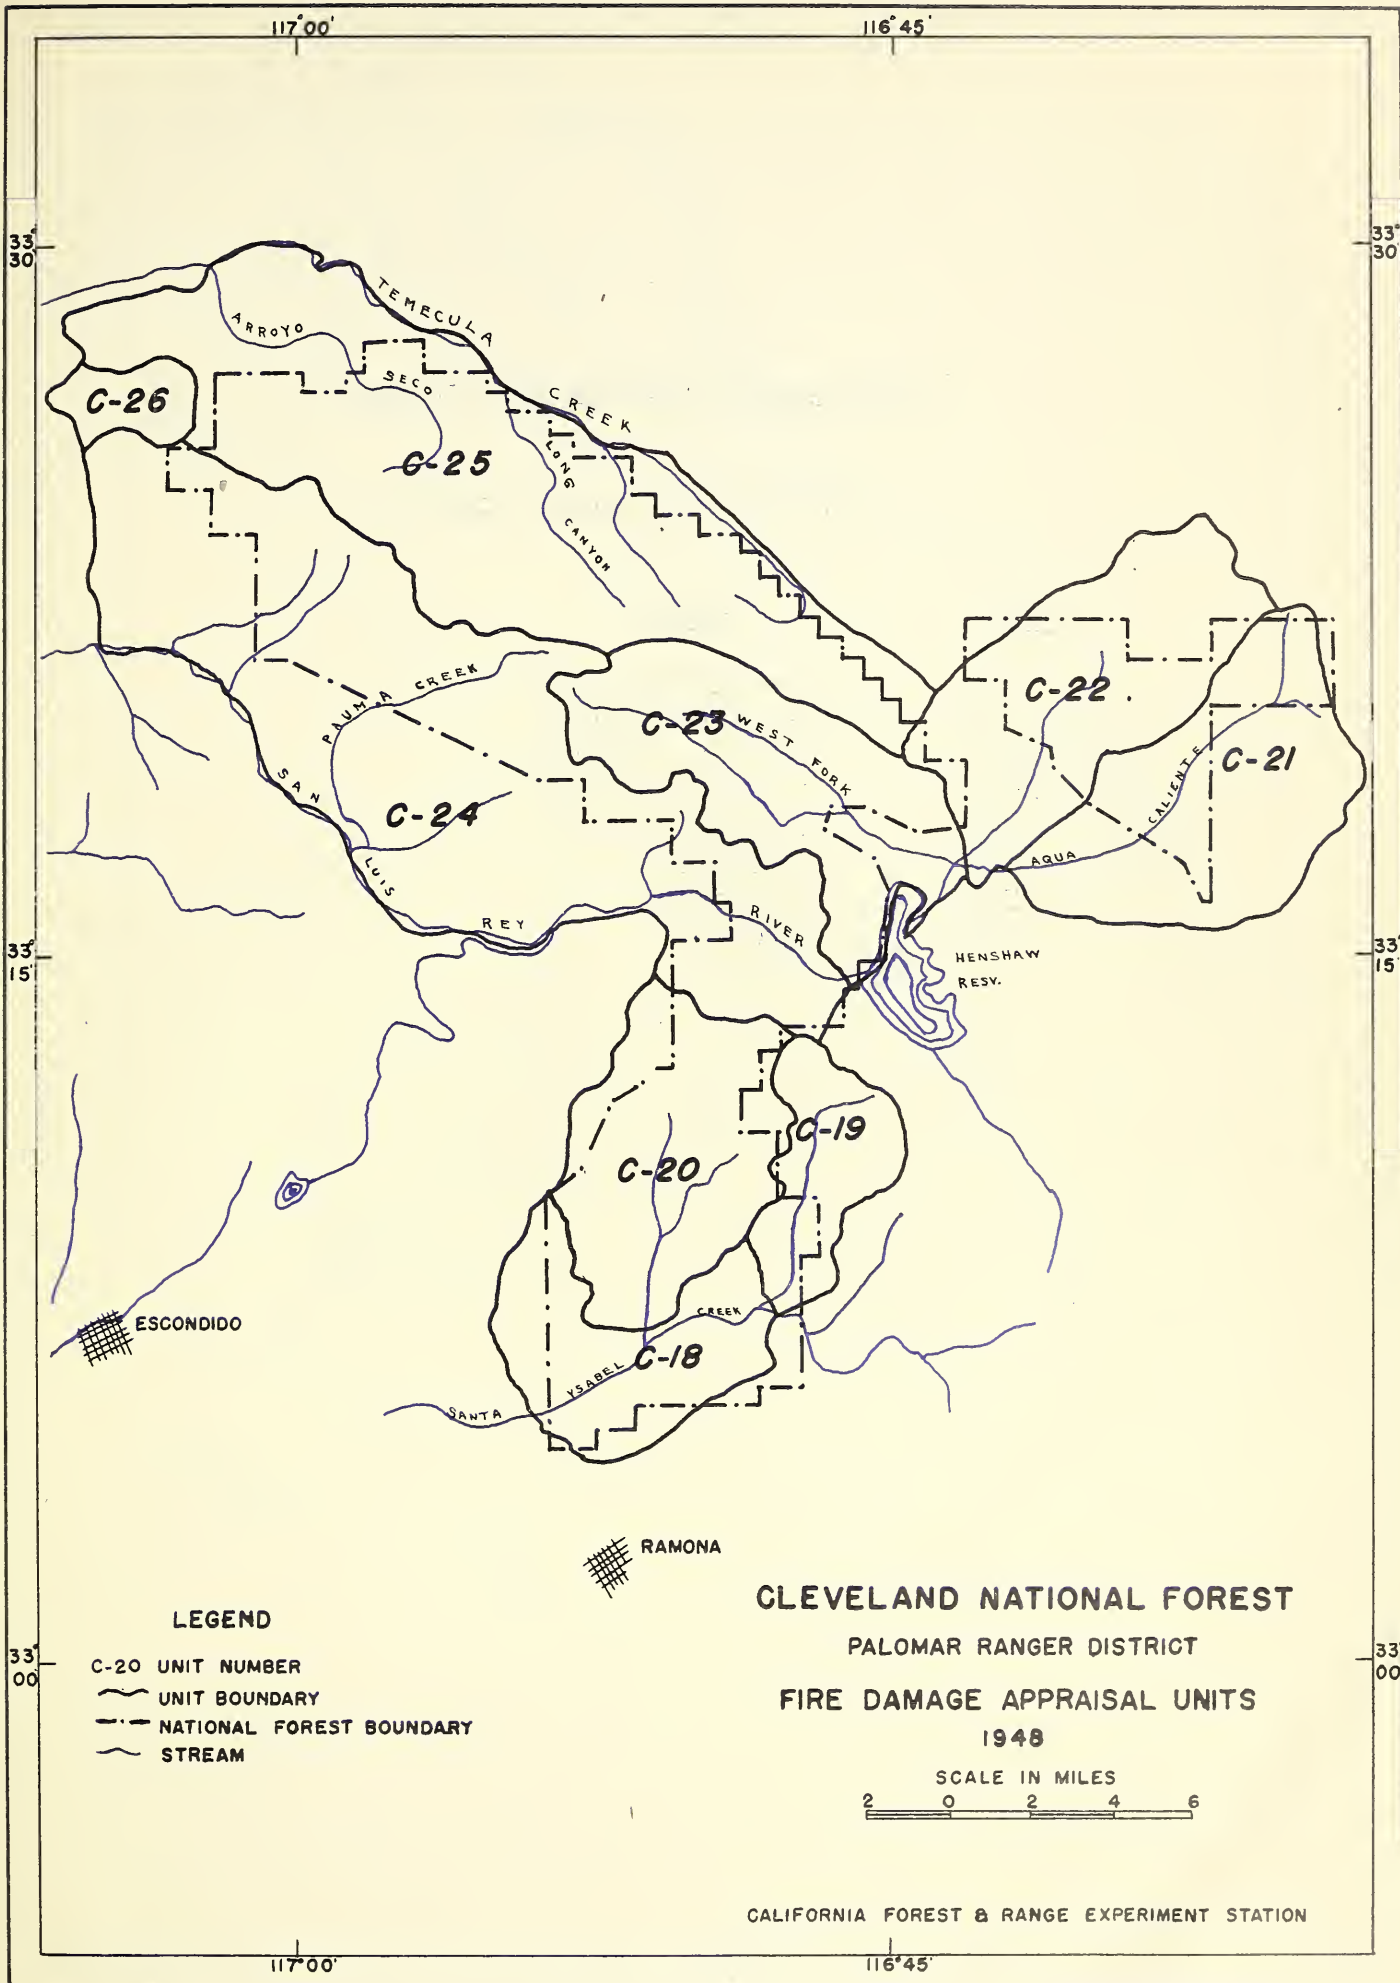 117°00'
116°45'
33°
30'
33°
30'
TEMECULA
CREEK
ARROYO
SECO
C-26
C-25
LONG
CANYON
C-22
C-21
PAUMA CREEK
C-23
WEST FORK
CALIENTE
AQUA
SAN
LUIS
REY
RIVER
C-24
33°
15'
33°
15'
HENSHAW
RESV.
C-19
C-20
ESCONDIDO
CREEK
C-18
YSABEL
SANTA
RAMONA
CLEVELAND NATIONAL FOREST
PALOMAR RANGER DISTRICT
FIRE DAMAGE APPRAISAL UNITS
1948
SCALE IN MILES
2 0 2 4 6
LEGEND
C-20 UNIT NUMBER
UNIT BOUNDARY
NATIONAL FOREST BOUNDARY
STREAM
33°
00'
33°
00'
CALIFORNIA FOREST & RANGE EXPERIMENT STATION
117°00'
116°45'